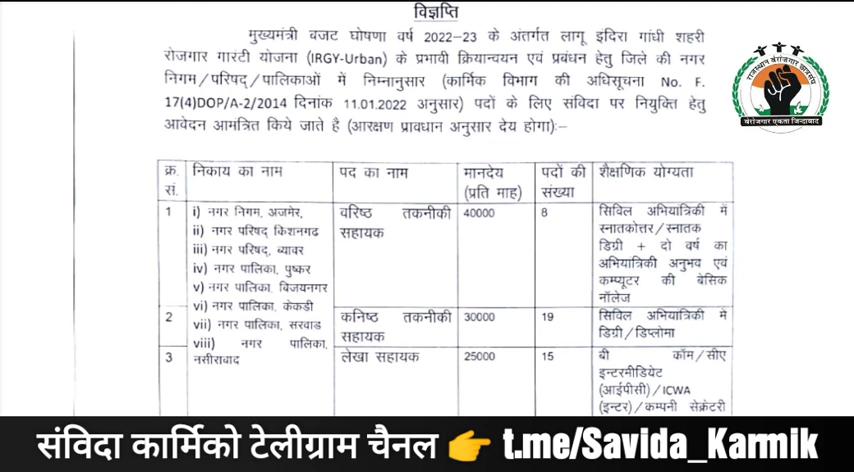 विज्ञप्ति
मुख्यमंत्री बजट घोषणा वर्ष 2022-23 के अंतर्गत लागू इंदिरा गांधी शहरी
रोजगार गारंटी योजना (IRGY-Urban) के प्रभावी क्रियान्वयन एवं प्रबंधन हेतु जिले की नगर
निगम/परिषद्/पालिकाओं में निम्नानुसार (कार्मिक विभाग की अधिसूचना No. F.
17(4)DOP/A-2/2014 दिनांक 11.01.2022 अनुसार) पदों के लिए संविदा पर नियुक्ति हेतु
आवेदन आमंत्रित किये जाते है (आरक्षण प्रावधान अनुसार देय होगा):–
राजस्थान बेरोजगार
बेरोजगार एकता जिन्दाबाद
क्र. सं.
निकाय का नाम
पद का नाम
मानदेय (प्रति माह)
पदों की संख्या
शैक्षणिक योग्यता
1
i) नगर निगम, अजमेर,
ii) नगर परिषद् किशनगढ
iii) नगर परिषद्, ब्यावर
iv) नगर पालिका, पुष्कर
v) नगर पालिका, विजयनगर
vi) नगर पालिका, केकडी
vii) नगर पालिका, सरवाड
viii) नगर पालिका,
नसीराबाद
वरिष्ठ तकनीकी
सहायक
40000
8
सिविल अभियात्रिकी में
स्नातकोत्तर/स्नातक
डिग्री + दो वर्ष का
अभियात्रिकी अनुभव एवं
कम्प्यूटर की बेसिक
नॉलेज
2
कनिष्ठ तकनीकी
सहायक
30000
19
सिविल अभियात्रिकी में
डिग्री/डिप्लोमा
3
लेखा सहायक
25000
15
बी कॉम/सीए
इन्टरमीडियेट
(आईपीसी)/ICWA
(इन्टर)/कम्पनी सेक्रेटरी
संविदा कार्मिको टेलीग्राम चैनल 👉 t.me/Savida_Karmik